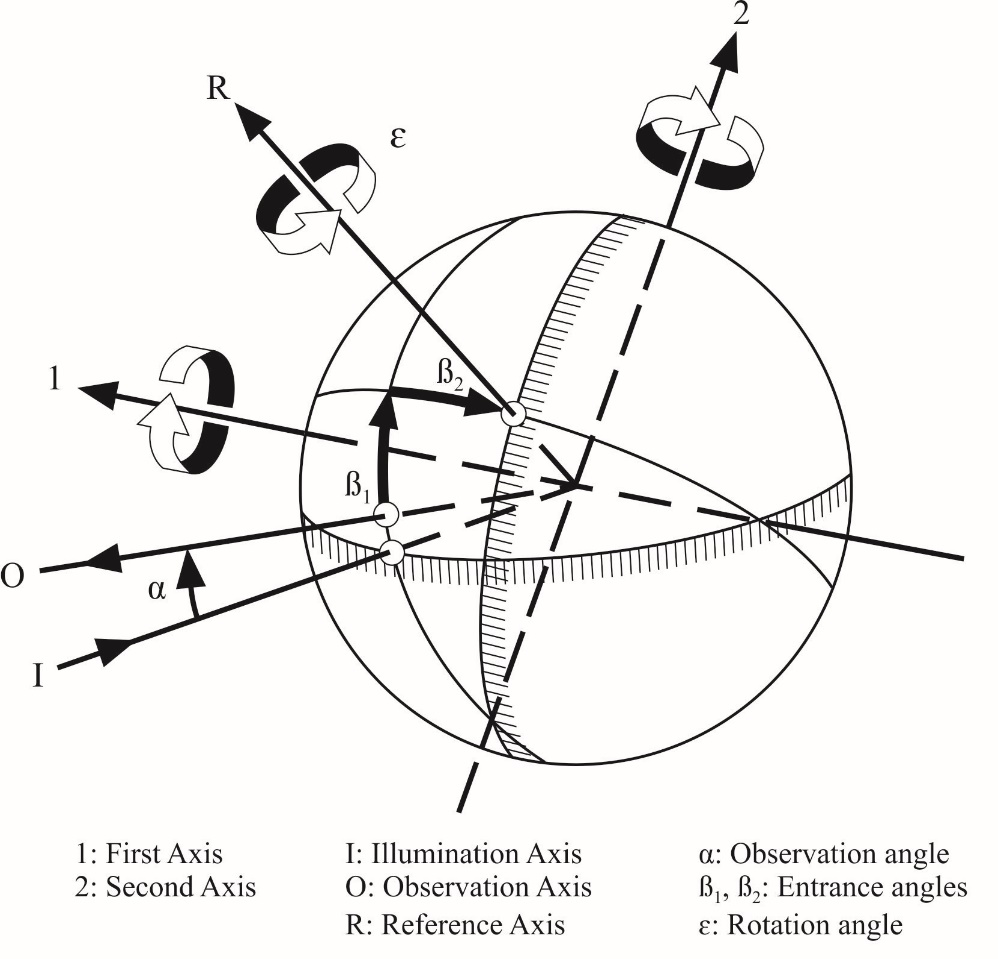 2
R
ε
1
ß₂
ß₁
O
α
I
1: First Axis
I: Illumination Axis
α: Observation angle
2: Second Axis
O: Observation Axis
ß₁, ß₂: Entrance angles
R: Reference Axis
ε: Rotation angle